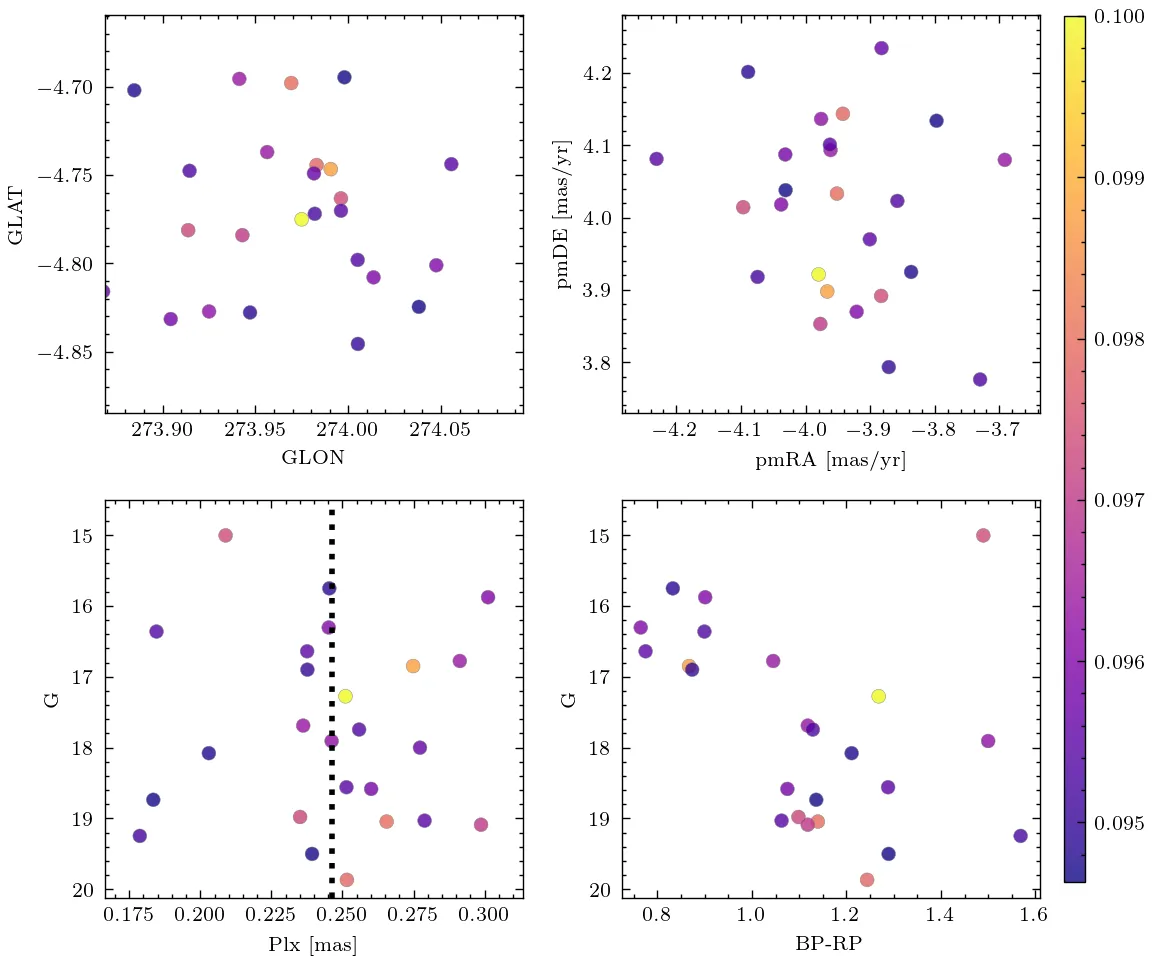 −4.70
−4.75
−4.80
−4.85
GLAT
273.90 273.95 274.00 274.05
GLON
4.2
4.1
4.0
3.9
3.8
pmDE [mas/yr]
−4.2 −4.1 −4.0 −3.9 −3.8 −3.7
pmRA [mas/yr]
0.100
0.099
0.098
0.097
0.096
0.095
15
16
17
18
19
20
G
0.175 0.200 0.225 0.250 0.275 0.300
Plx [mas]
15
16
17
18
19
20
G
0.8 1.0 1.2 1.4 1.6
BP-RP